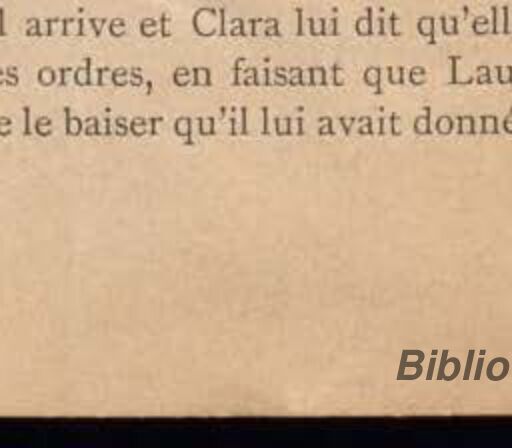 l arrive et Clara lui dit qu'ell
es ordres, en faisant que Lau
e le baiser qu'il lui avait donné
Biblio